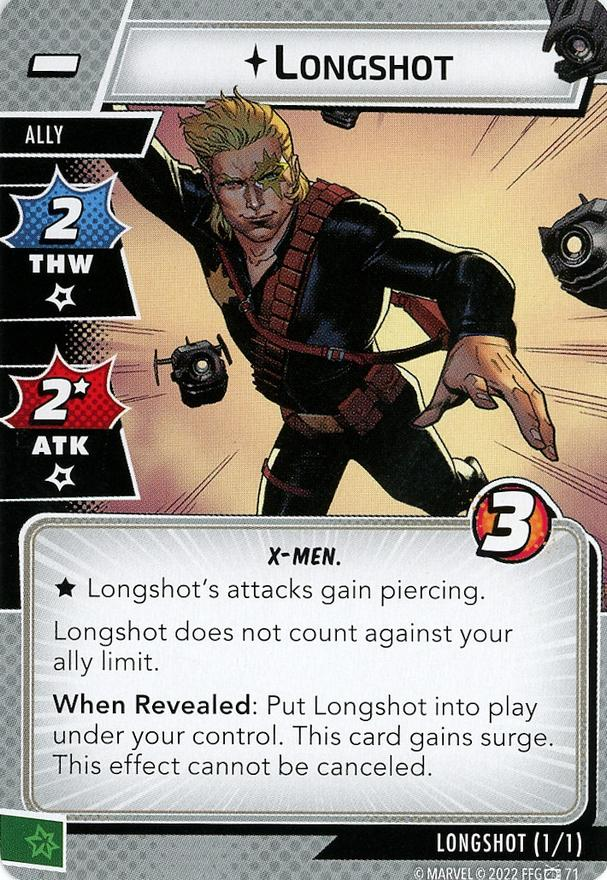 LONGSHOT
ALLY
2
THW
2
ATK
3
X-MEN.
★ Longshot's attacks gain piercing.
Longshot does not count against your
ally limit.
When Revealed: Put Longshot into play
under your control. This card gains surge.
This effect cannot be canceled.
LONGSHOT (1/1)
© MARVEL © 2022 FFG 71